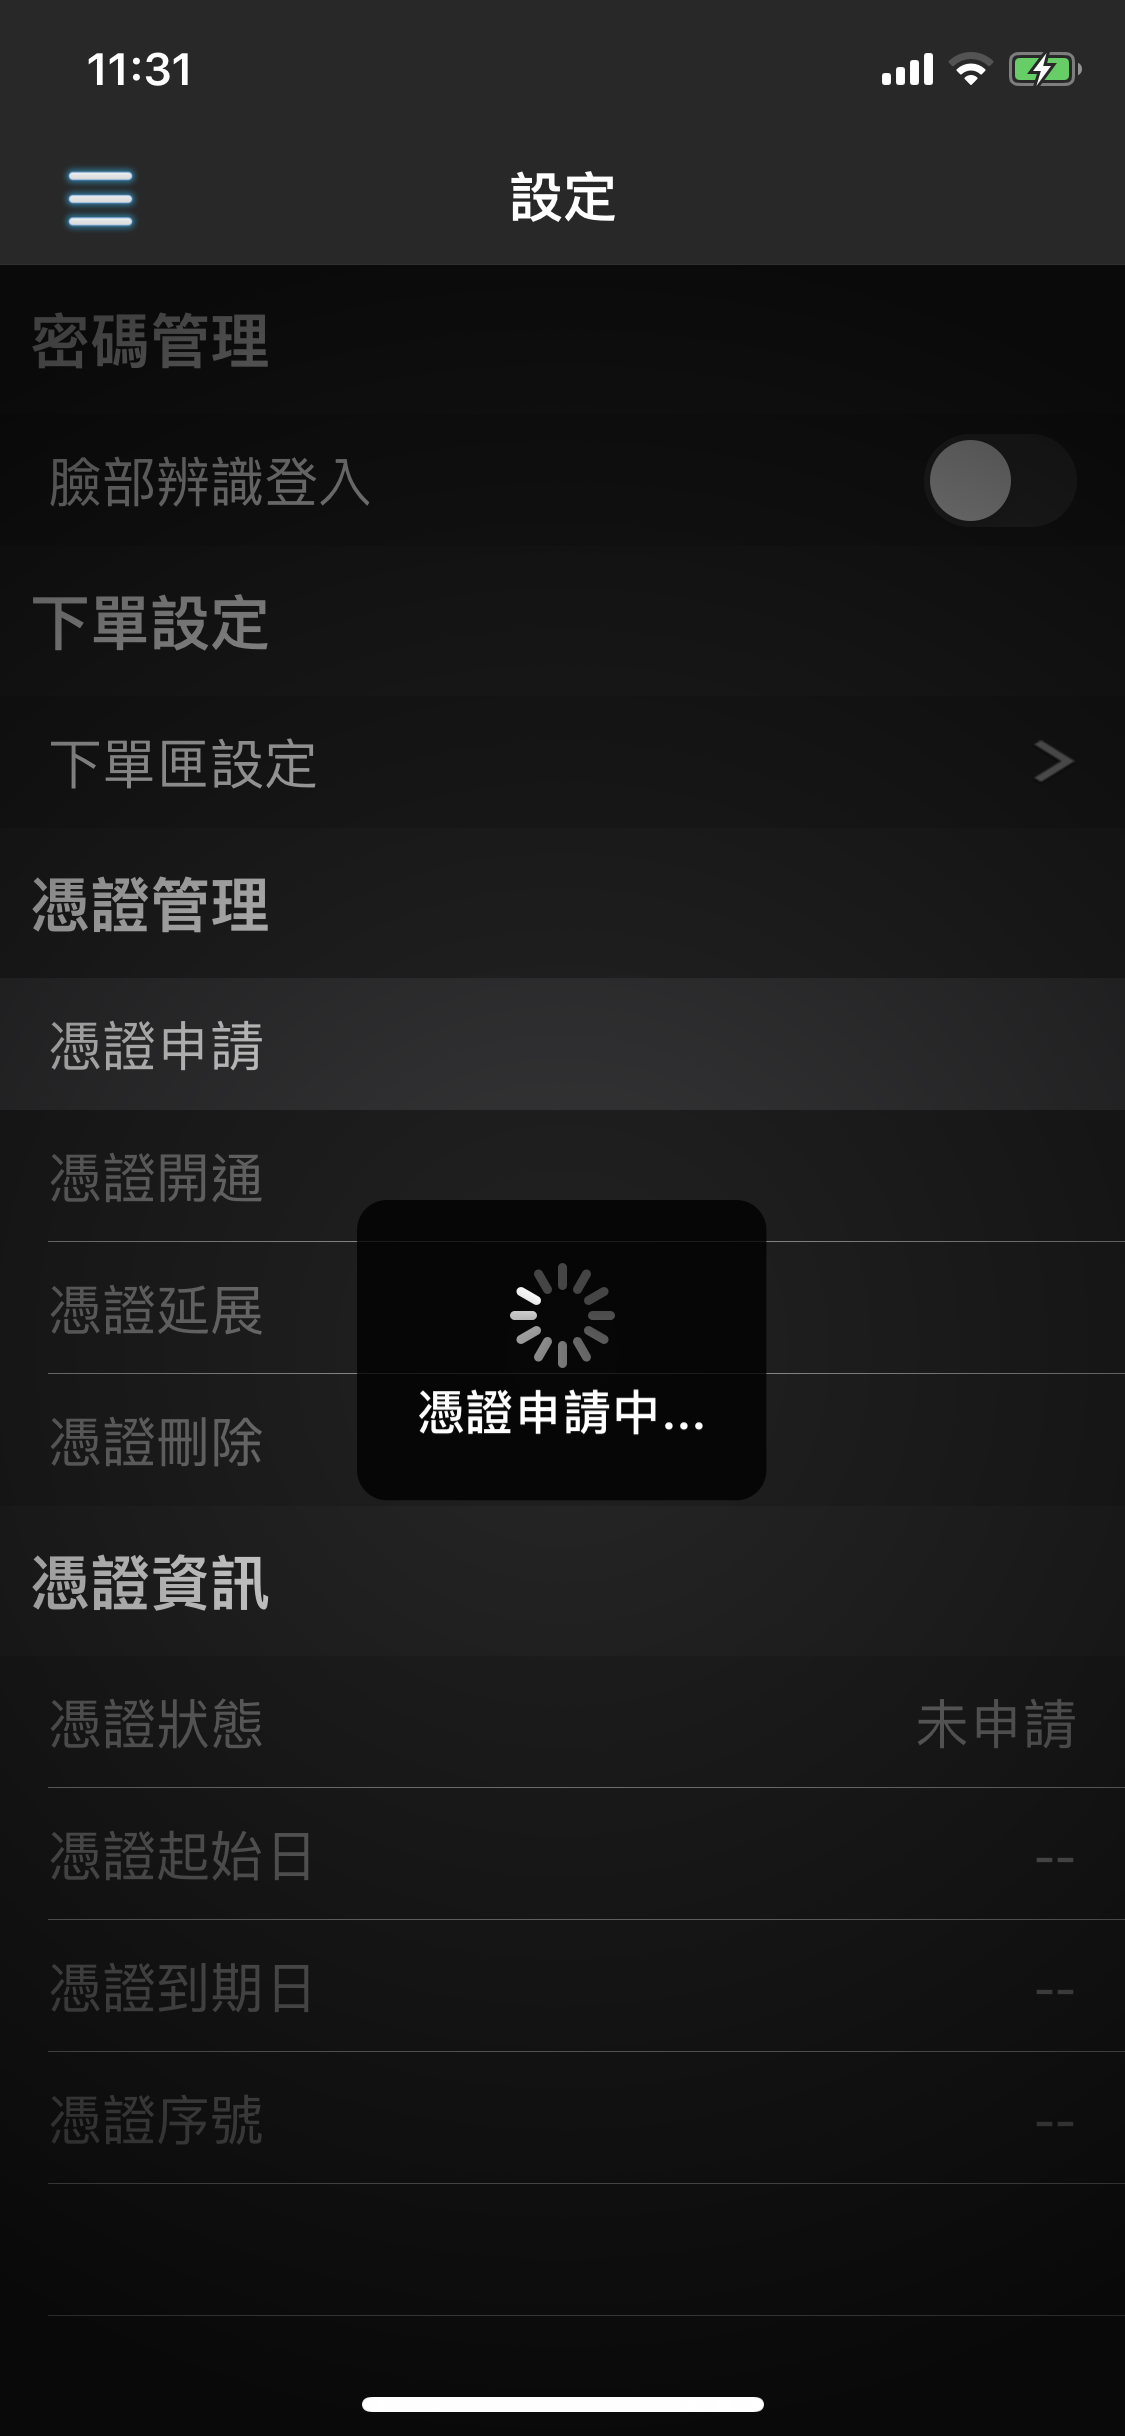 11:31
設定
密碼管理
臉部辨識登入
下單設定
下單匣設定
憑證管理
憑證申請
憑證開通
憑證延展
憑證刪除
憑證申請中...
憑證資訊
憑證狀態 未申請
憑證起始日 --
憑證到期日 --
憑證序號 --